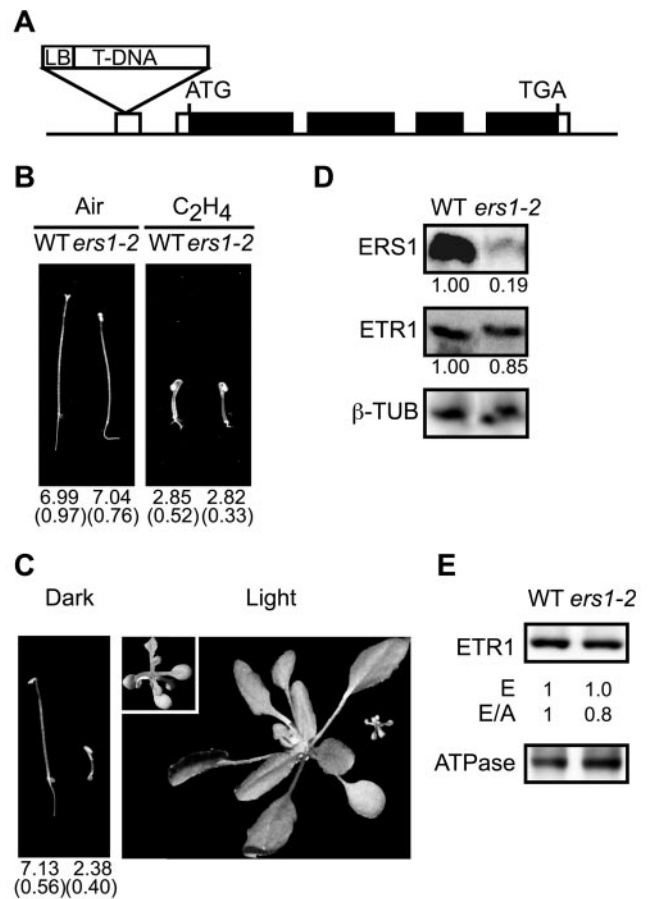 A
LB T-DNA
ATG
TGA
B
Air C2H4
WT ers1-2 WT ers1-2
6.99 7.04 2.85 2.82
(0.97) (0.76) (0.52) (0.33)
C
Dark Light
7.13 2.38
(0.56) (0.40)
D
WT ers1-2
ERS1
1.00 0.19
ETR1
1.00 0.85
β-TUB
E
WT ers1-2
ETR1
E 1 1.0
E/A 1 0.8
ATPase